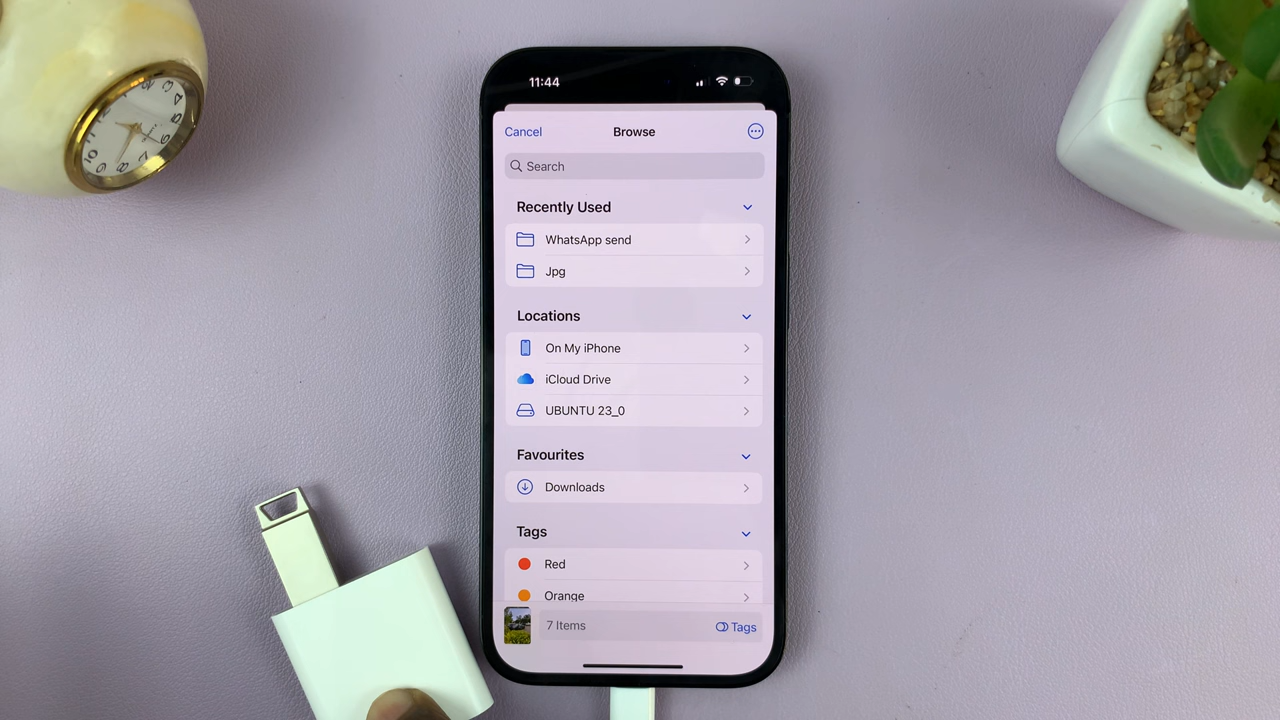 11:44
Cancel Browse
Search
Recently Used
WhatsApp send
Jpg
Locations
On My iPhone
iCloud Drive
UBUNTU 23_0
Favourites
Downloads
Tags
Red
Orange
7 Items Tags